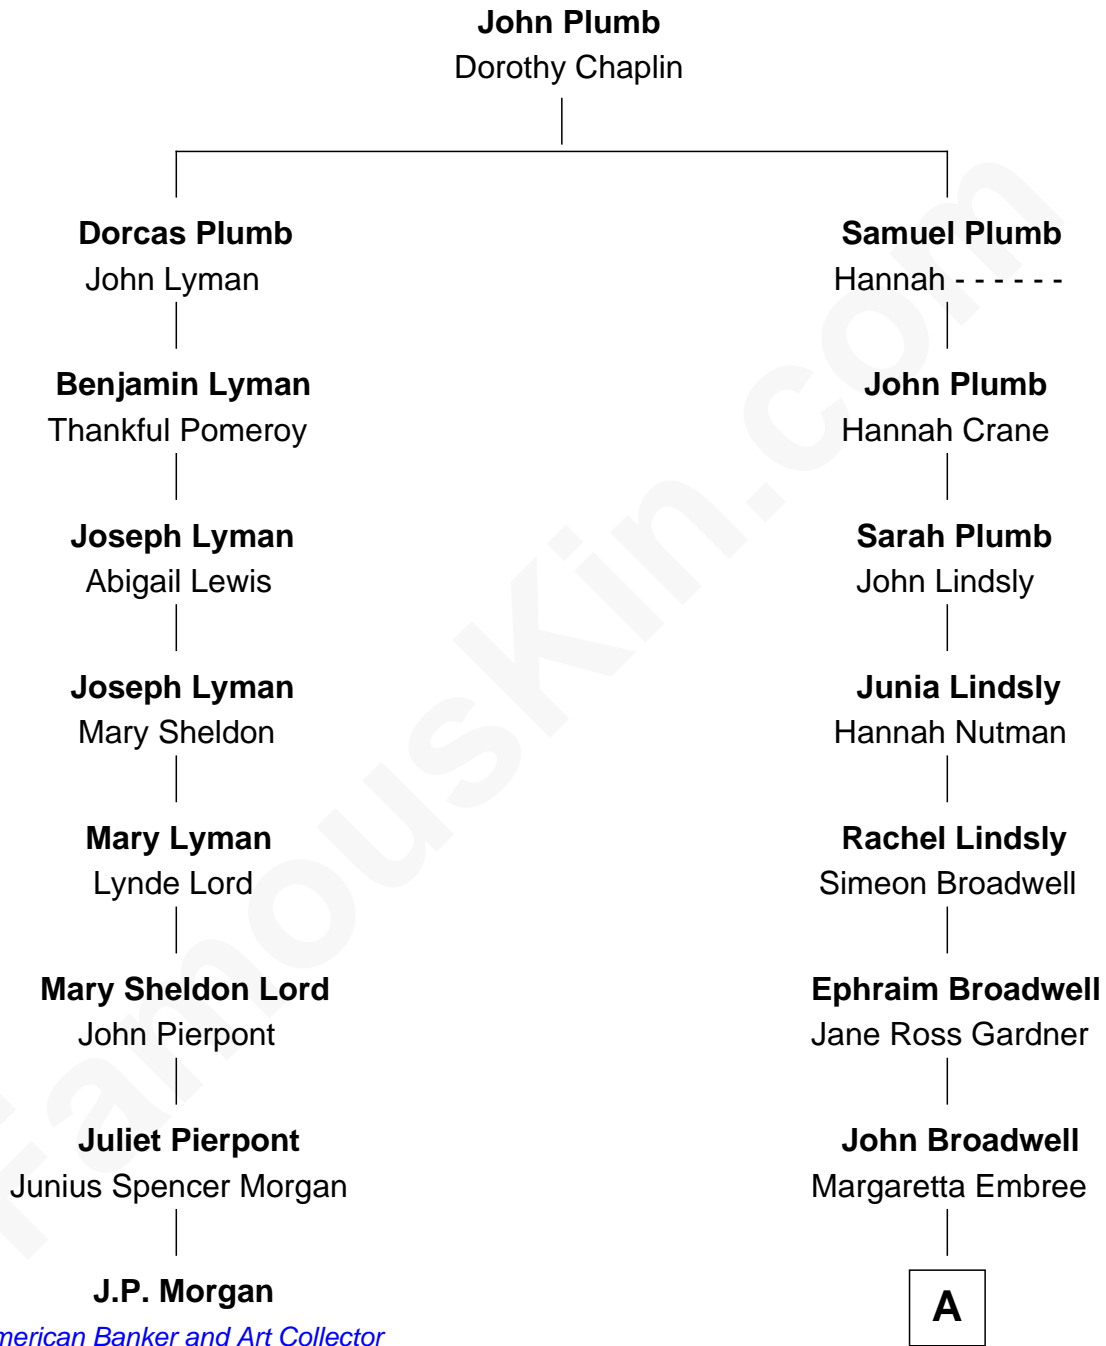 John Plumb
Dorothy Chaplin
Dorcas Plumb
John Lyman
Samuel Plumb
Hannah - - - - - -
Benjamin Lyman
Thankful Pomeroy
John Plumb
Hannah Crane
Joseph Lyman
Abigail Lewis
Sarah Plumb
John Lindsly
Joseph Lyman
Mary Sheldon
Junia Lindsly
Hannah Nutman
Mary Lyman
Lynde Lord
Rachel Lindsly
Simeon Broadwell
Mary Sheldon Lord
John Pierpont
Ephraim Broadwell
Jane Ross Gardner
Juliet Pierpont
Junius Spencer Morgan
John Broadwell
Margaretta Embree
J.P. Morgan
merican Banker and Art Collector
A
FamousKin.com